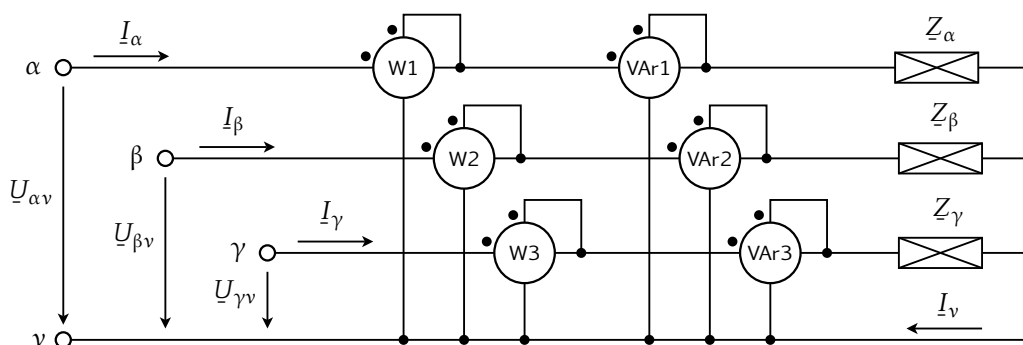 I̲α Z̲α
α W1 VAr1
I̲β Z̲β
β W2 VAr2
U̲αν I̲γ Z̲γ
U̲βν γ W3 VAr3
U̲γν I̲ν
ν